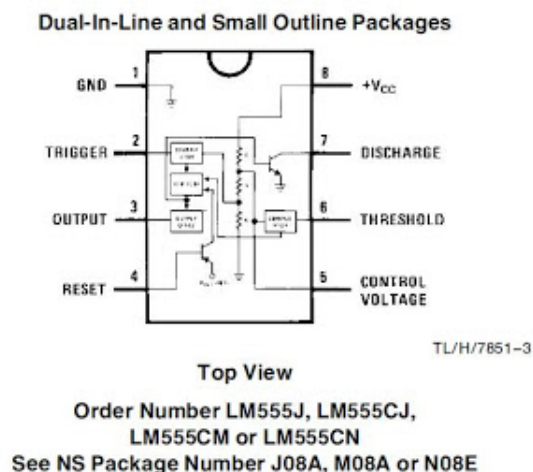 Dual-In-Line and Small Outline Packages
GND 1
8 +VCC
TRIGGER 2
7 DISCHARGE
OUTPUT 3
6 THRESHOLD
RESET 4
5 CONTROL
VOLTAGE
TL/H/7851–3
Top View
Order Number LM555J, LM555CJ,
LM555CM or LM555CN
See NS Package Number J08A, M08A or N08E